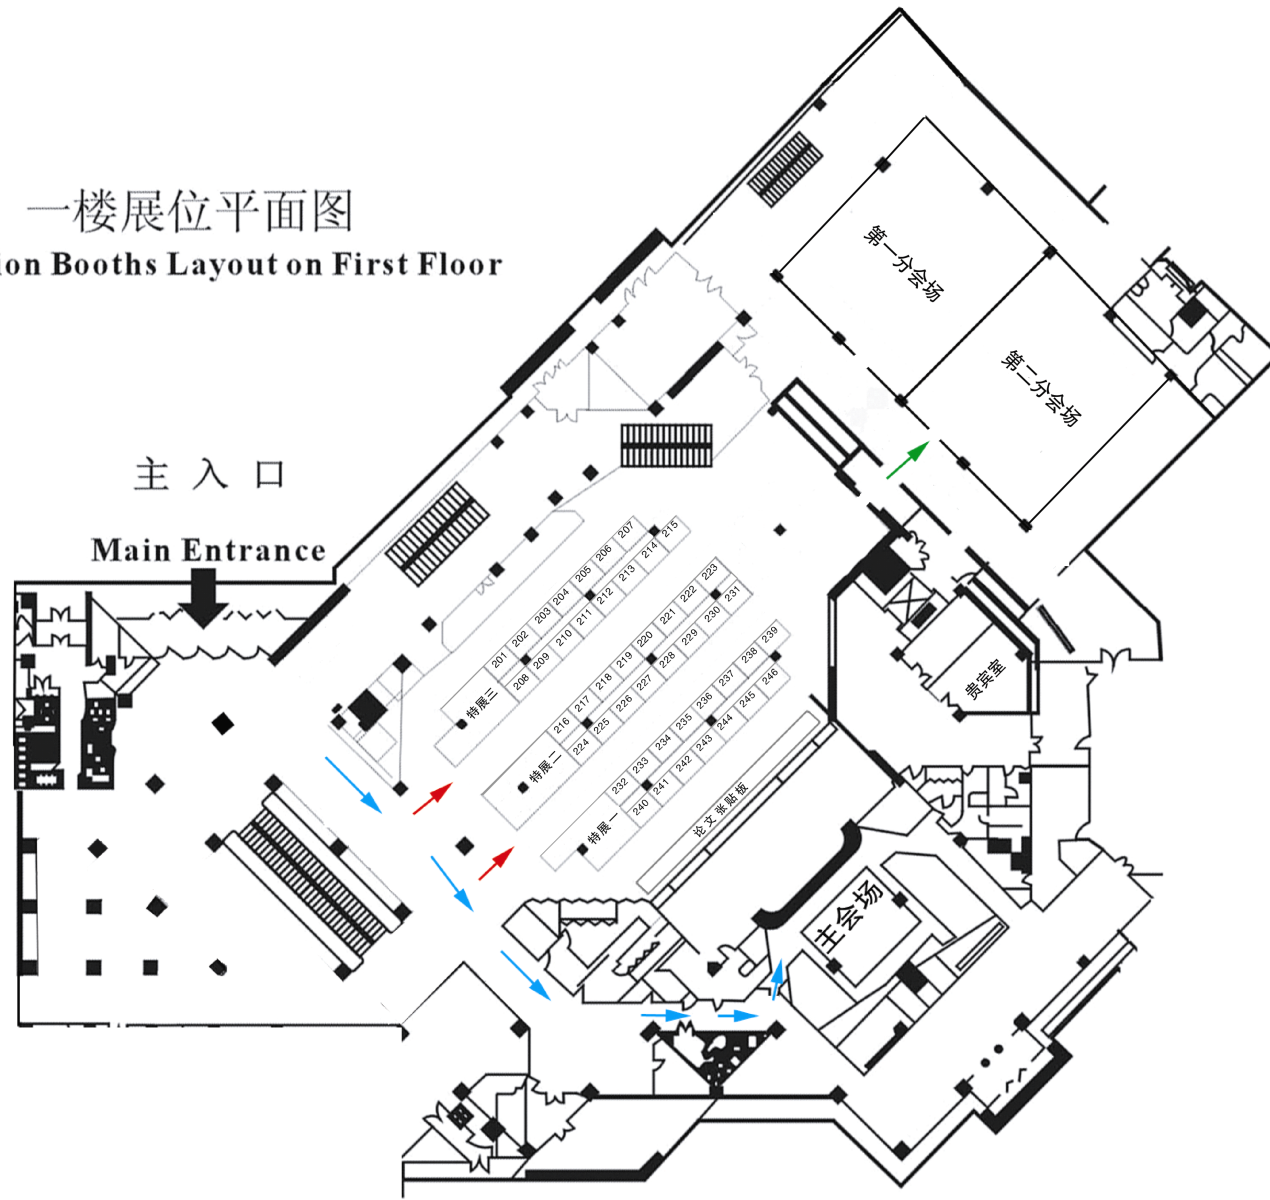 一楼展位平面图
ion Booths Layout on First Floor
主 入 口
Main Entrance
第一分会场
第二分会场
贵宾室
主会场
论文张贴板
特展三
201 202 203 204 205 206 207
208 209 210 211 212 213 214 215
特展二
216 217 218 219 220 221 222 223
224 225 226 227 228 229 230 231
特展一
232 233 234 235 236 237 238 239
240 241 242 243 244 245 246